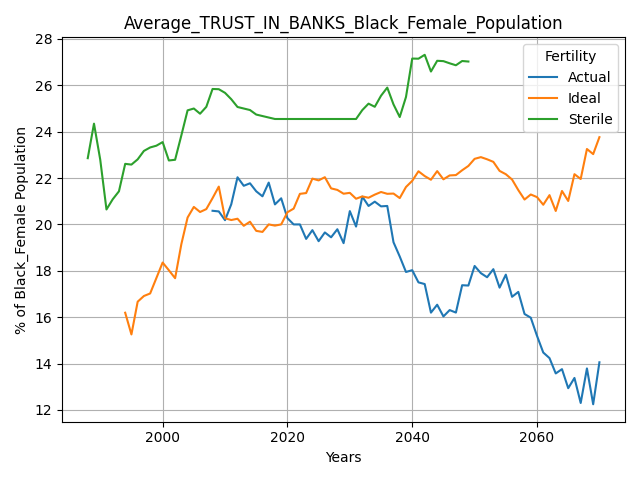 Average_TRUST_IN_BANKS_Black_Female_Population
% of Black_Female Population
28
26
24
22
20
18
16
14
12
2000
2020
2040
2060
Years
Fertility
Actual
Ideal
Sterile